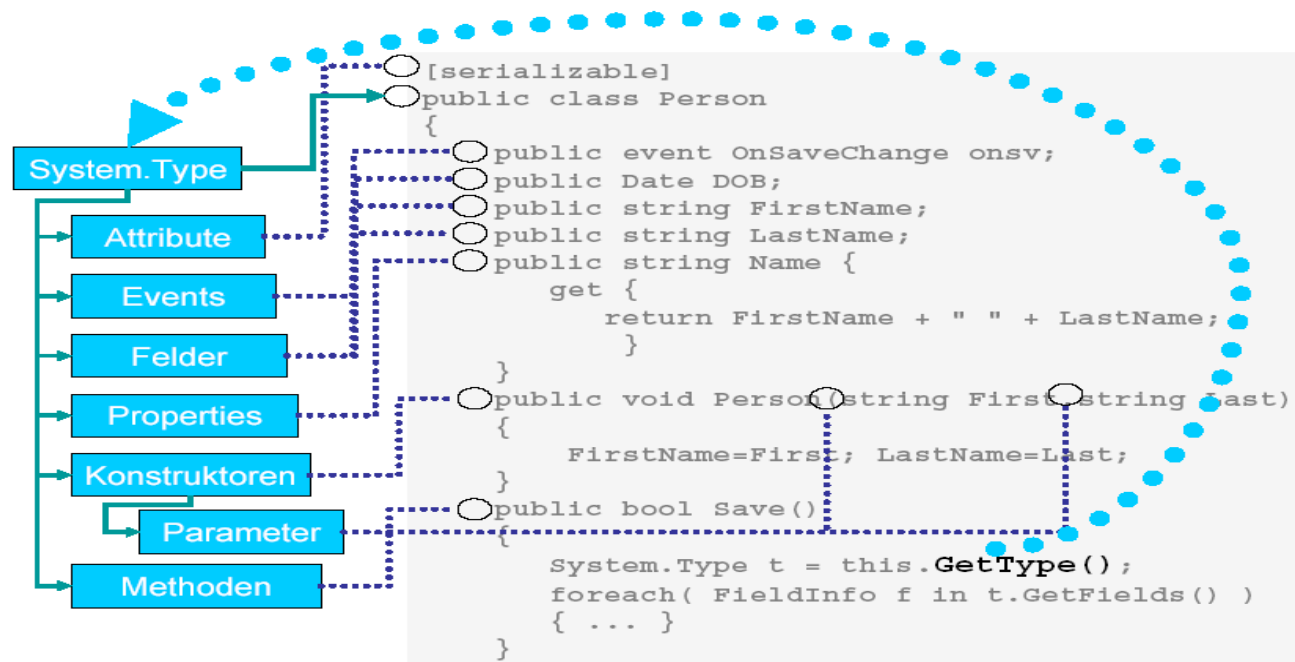 System.Type
Attribute
Events
Felder
Properties
Konstruktoren
Parameter
Methoden
[serializable]
public class Person
{
public event OnSaveChange onsv;
public Date DOB;
public string FirstName;
public string LastName;
public string Name {
get {
return FirstName + " " + LastName;
}
}
public void Person(string First,string Last)
{
FirstName=First; LastName=Last;
}
public bool Save()
{
System.Type t = this.GetType();
foreach( FieldInfo f in t.GetFields() )
{ ... }
}